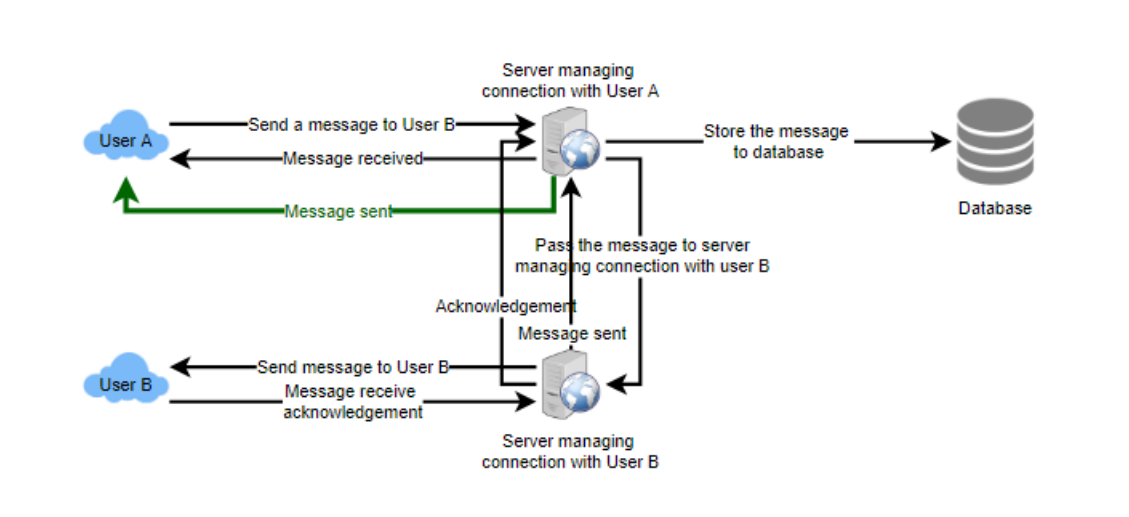 Server managing
connection with User A
User A
Send a message to User B
Message received
Message sent
Store the message
to database
Database
Pass the message to server
managing connection with user B
Acknowledgement
Message sent
User B
Send message to User B
Message receive
acknowledgement
Server managing
connection with User B